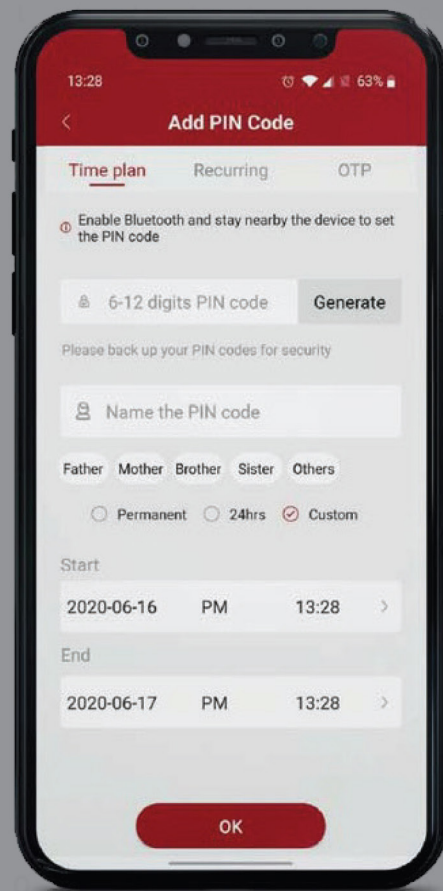 13:28 63%
Add PIN Code
Time plan Recurring OTP
Enable Bluetooth and stay nearby the device to set
the PIN code
6-12 digits PIN code Generate
Please back up your PIN codes for security
Name the PIN code
Father Mother Brother Sister Others
Permanent 24hrs Custom
Start
2020-06-16 PM 13:28
End
2020-06-17 PM 13:28
OK